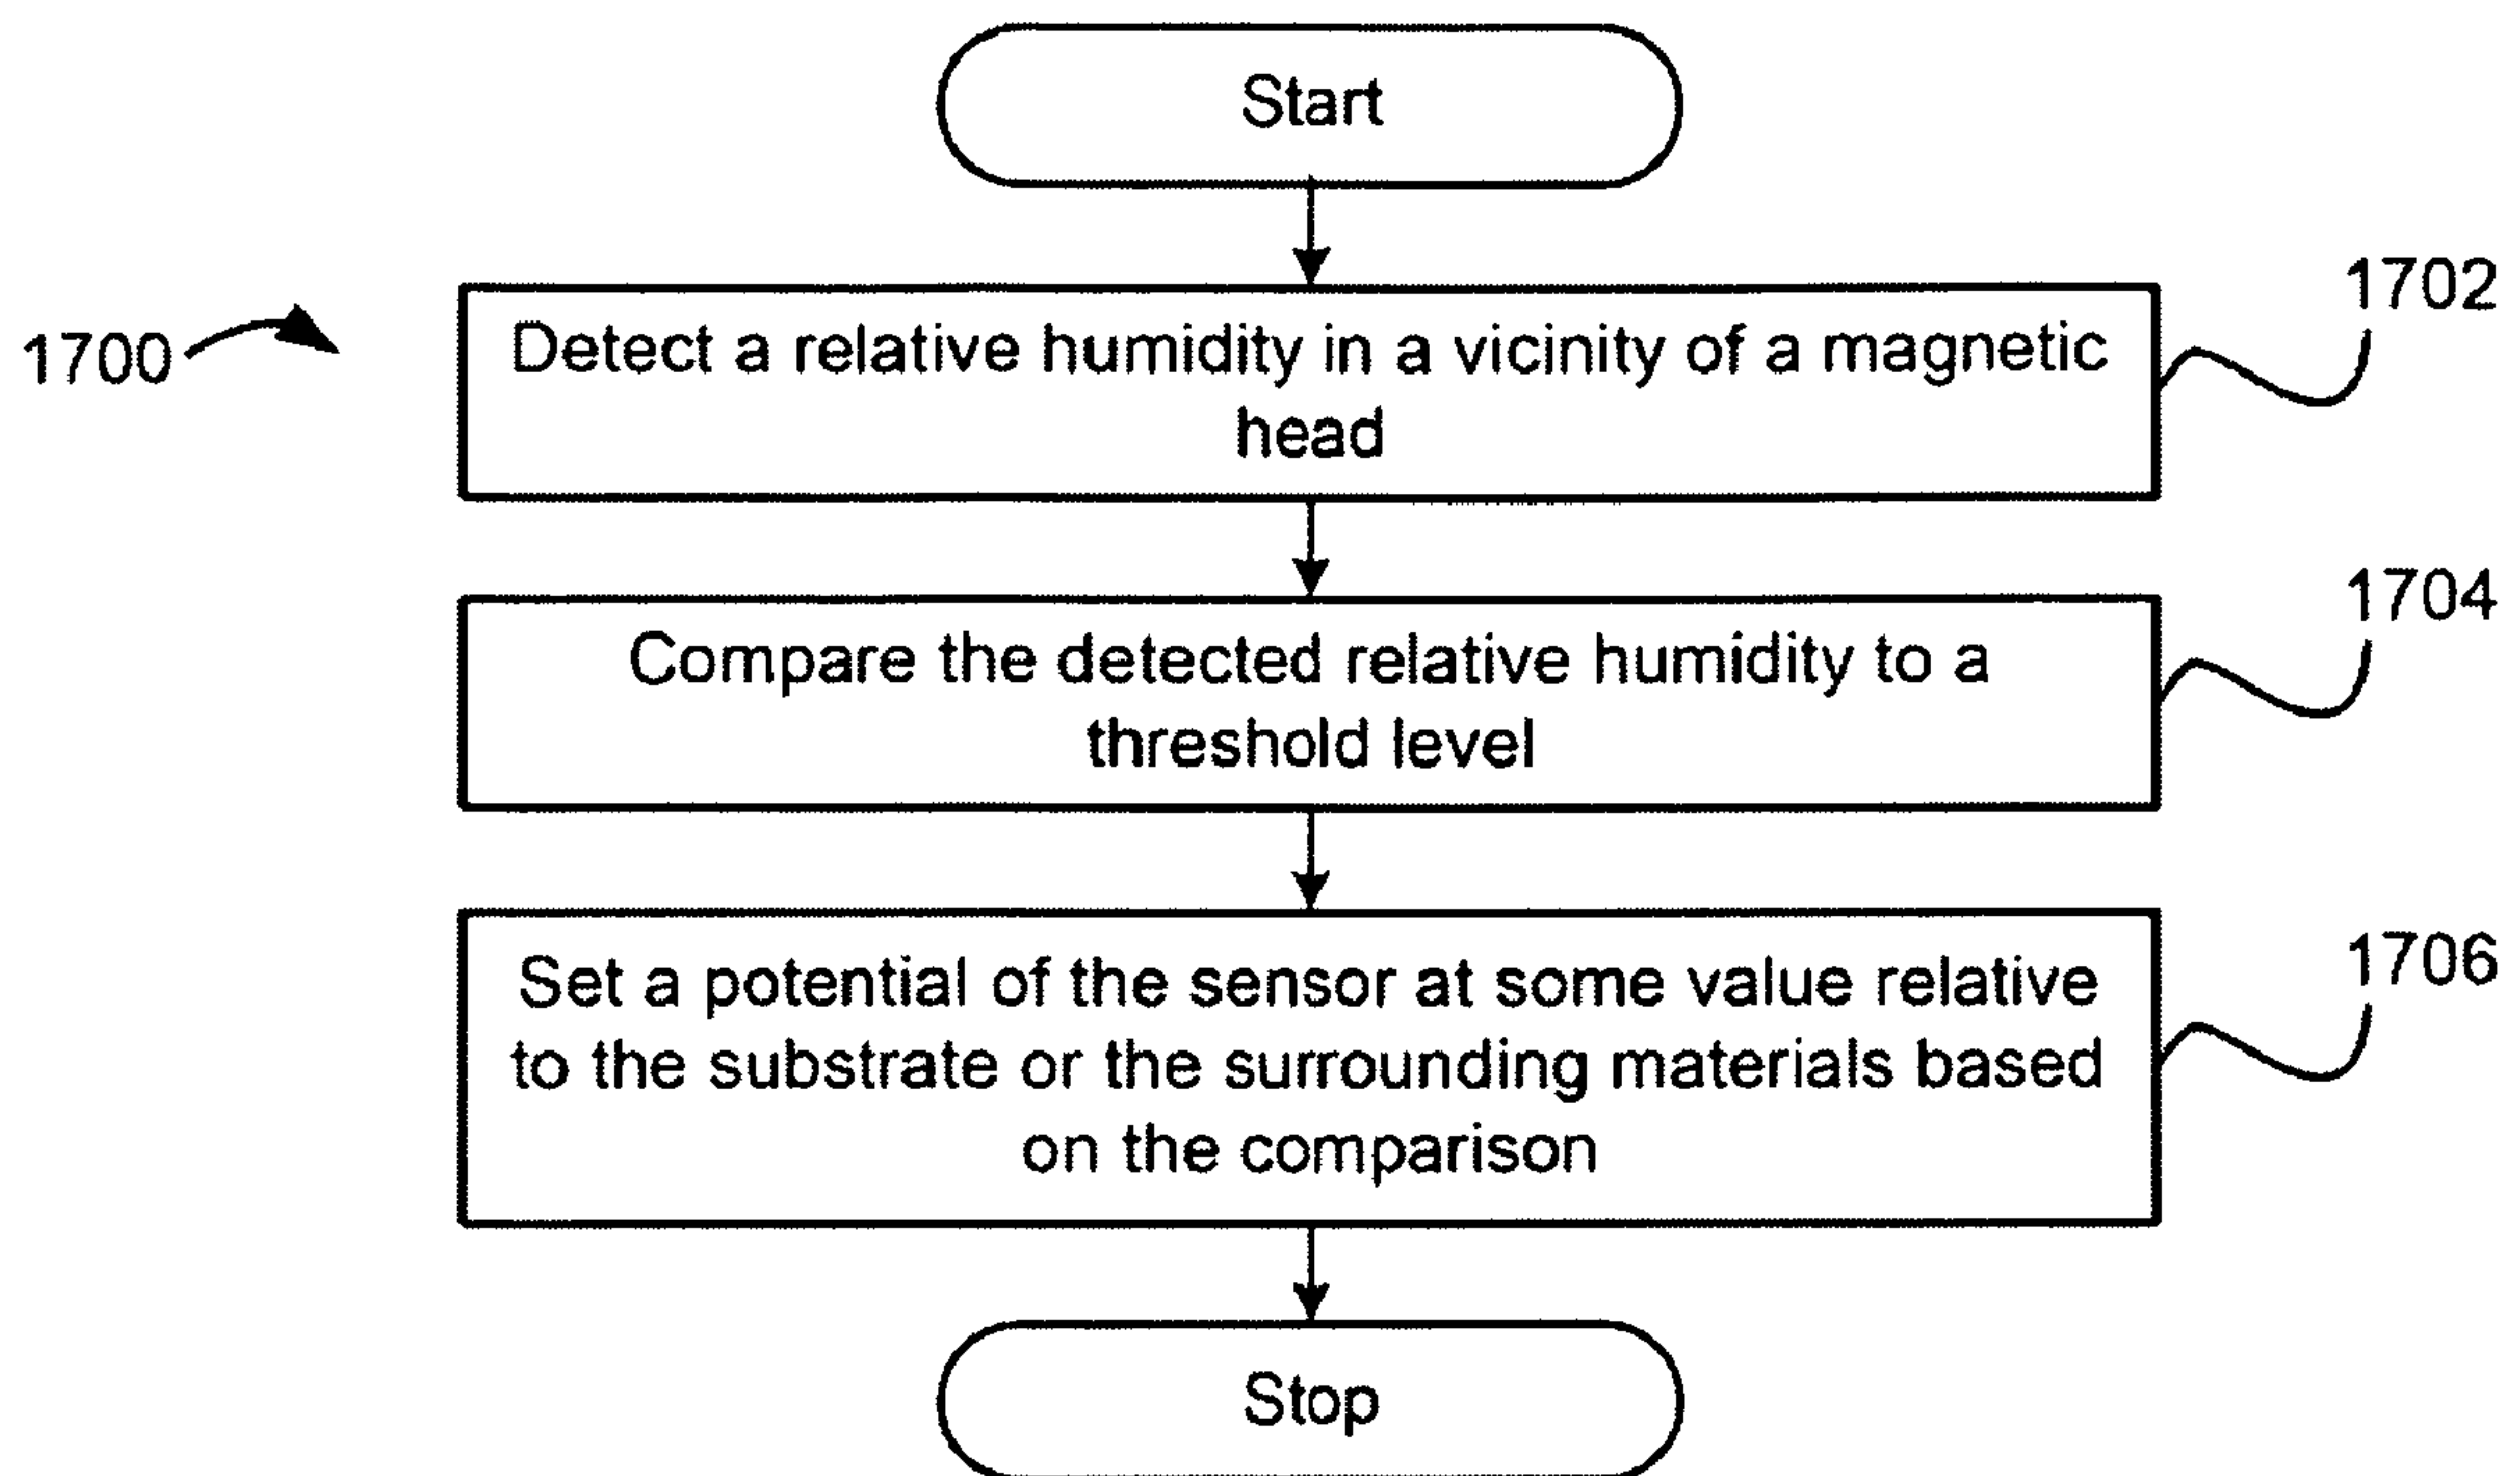 Start
1700
Detect a relative humidity in a vicinity of a magnetic
head
1702
Compare the detected relative humidity to a
threshold level
1704
Set a potential of the sensor at some value relative
to the substrate or the surrounding materials based
on the comparison
1706
Stop